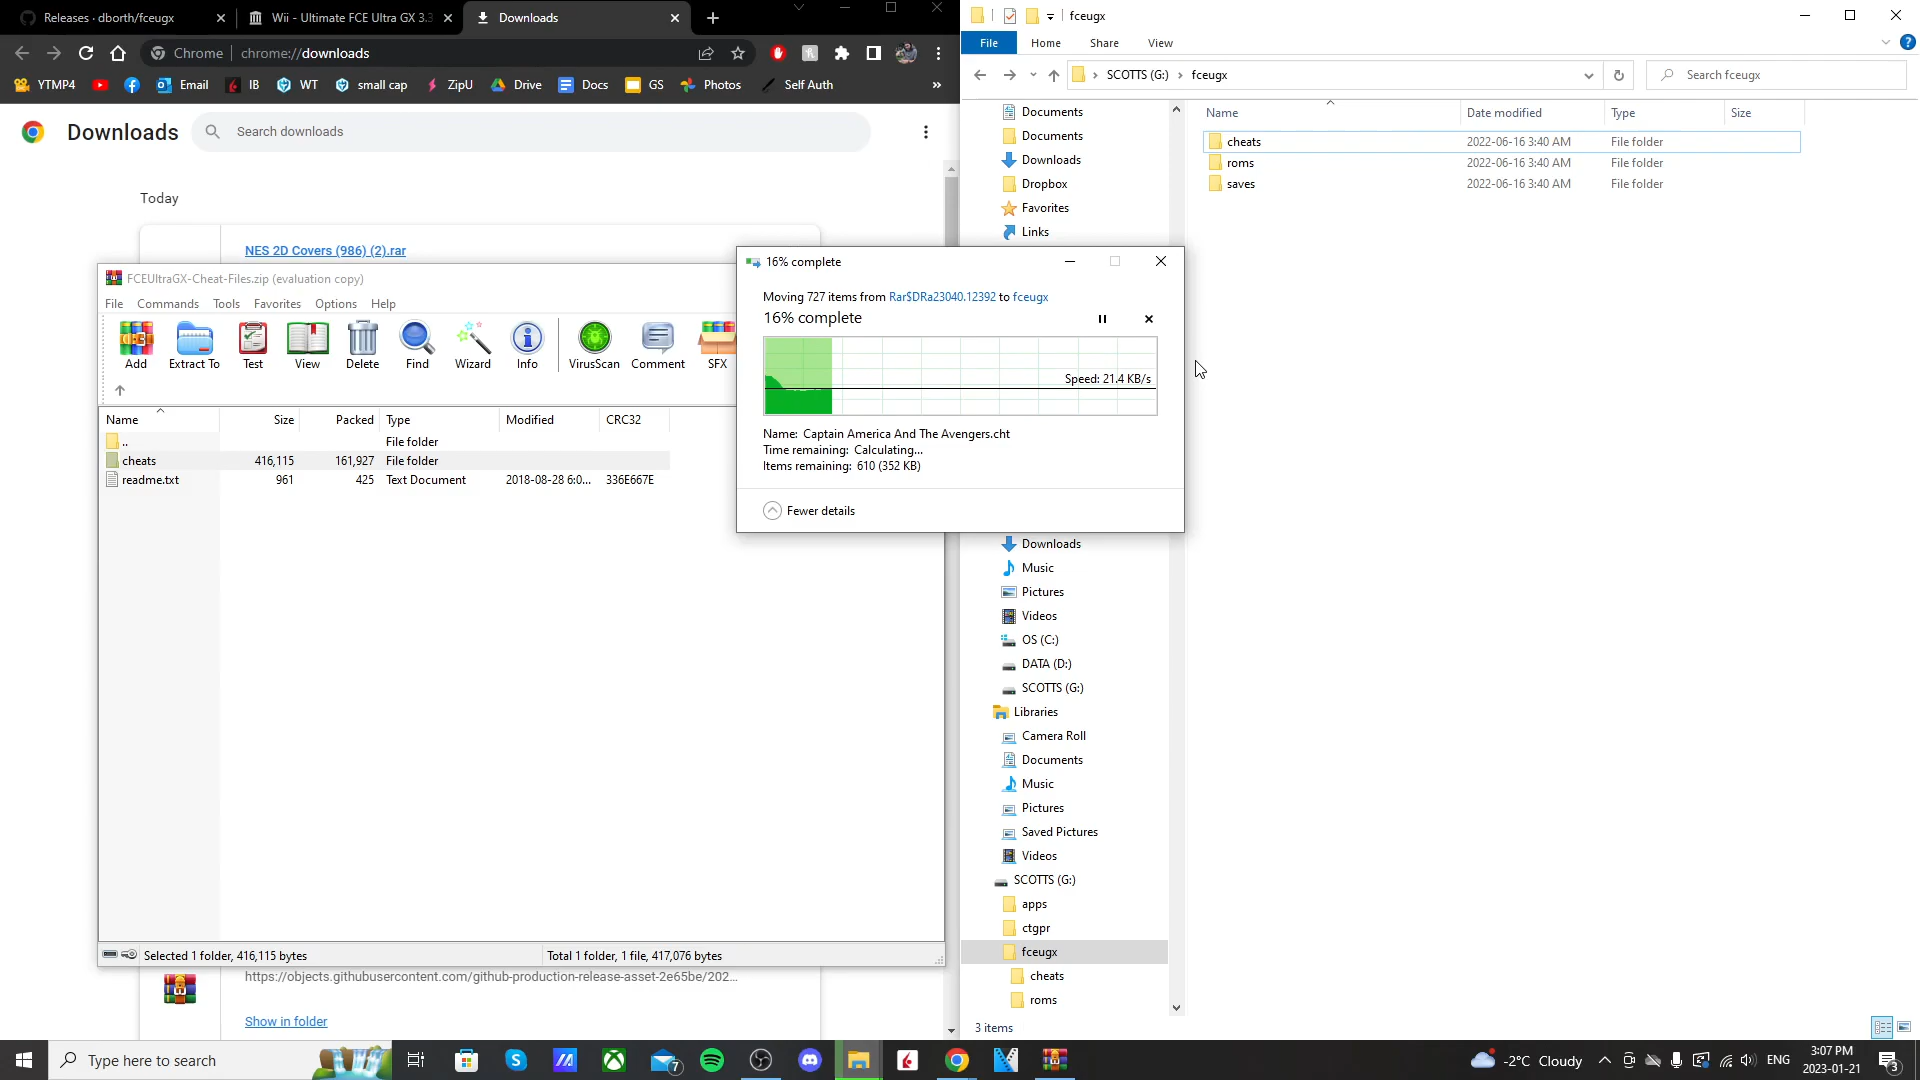 Releases · dborth/fceugx
Wii - Ultimate FCE Ultra GX 3.3
Downloads
fceugx
Chrome
chrome://downloads
File
Home
Share
View
YTMP4
Email
IB
WT
small cap
ZipU
Docs
GS
Photos
Self Auth
Drive
»
SCOTTS (G:)
fceugx
Search fceugx
Downloads
Search downloads
Today
NES 2D Covers (986) (2).rar
Documents
Documents
Downloads
Dropbox
Favorites
Links
Name
Date modified
Type
Size
cheats
2022-06-16 3:40 AM
File folder
roms
2022-06-16 3:40 AM
File folder
saves
2022-06-16 3:40 AM
File folder
FCEUltraGX-Cheat-Files.zip (evaluation copy)
File
Commands
Tools
Favorites
Options
Help
Add
Extract To
Test
View
Delete
Find
Wizard
Info
VirusScan
Comment
SFX
Name
Size
Packed
Type
Modified
CRC32
..
File folder
cheats
416,115
161,927
File folder
readme.txt
961
425
Text Document
2018-08-28 6:0...
336E667E
Selected 1 folder, 416,115 bytes
Total 1 folder, 1 file, 417,076 bytes
16% complete
Moving 727 items from Rar$DRa23040.12392 to fceugx
16% complete
Speed: 21.4 KB/s
Name: Captain America And The Avengers.cht
Time remaining: Calculating...
Items remaining: 610 (352 KB)
Fewer details
Downloads
Music
Pictures
Videos
OS (C:)
DATA (D:)
SCOTTS (G:)
Libraries
Camera Roll
Documents
Music
Pictures
Saved Pictures
Videos
SCOTTS (G:)
apps
ctgpr
fceugx
cheats
roms
3 items
https://objects.githubusercontent.com/github-production-release-asset-2e65be/202...
Show in folder
Type here to search
7
-2°C Cloudy
ENG
3:07 PM
2023-01-21
3